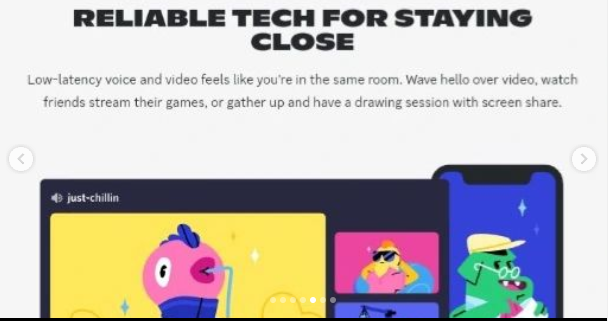 RELIABLE TECH FOR STAYING
CLOSE
Low-latency voice and video feels like you're in the same room. Wave hello over video, watch
friends stream their games, or gather up and have a drawing session with screen share.
just-chillin